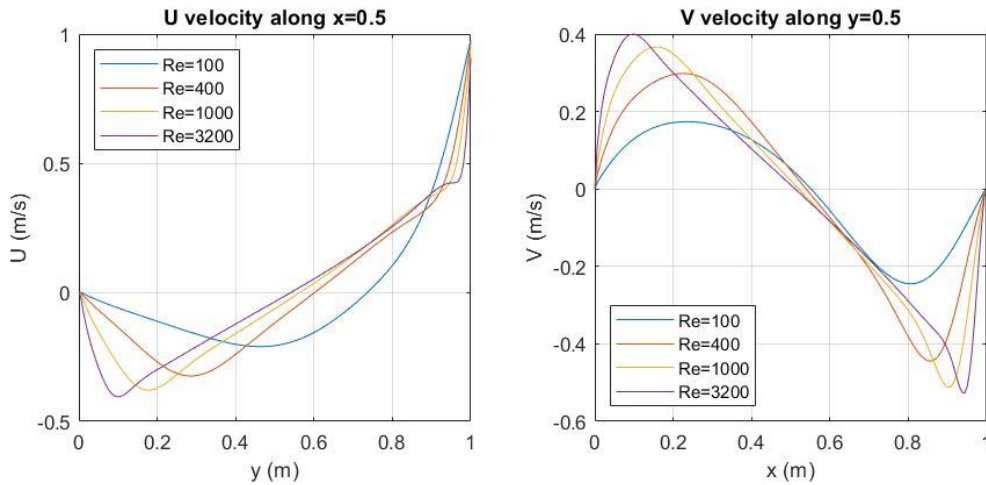 U velocity along x=0.5
1
0.5
0
-0.5
U (m/s)
Re=100
Re=400
Re=1000
Re=3200
0
0.2
0.4
0.6
0.8
1
y (m)
V velocity along y=0.5
0.4
0.2
0
-0.2
-0.4
-0.6
V (m/s)
Re=100
Re=400
Re=1000
Re=3200
0
0.2
0.4
0.6
0.8
1
x (m)